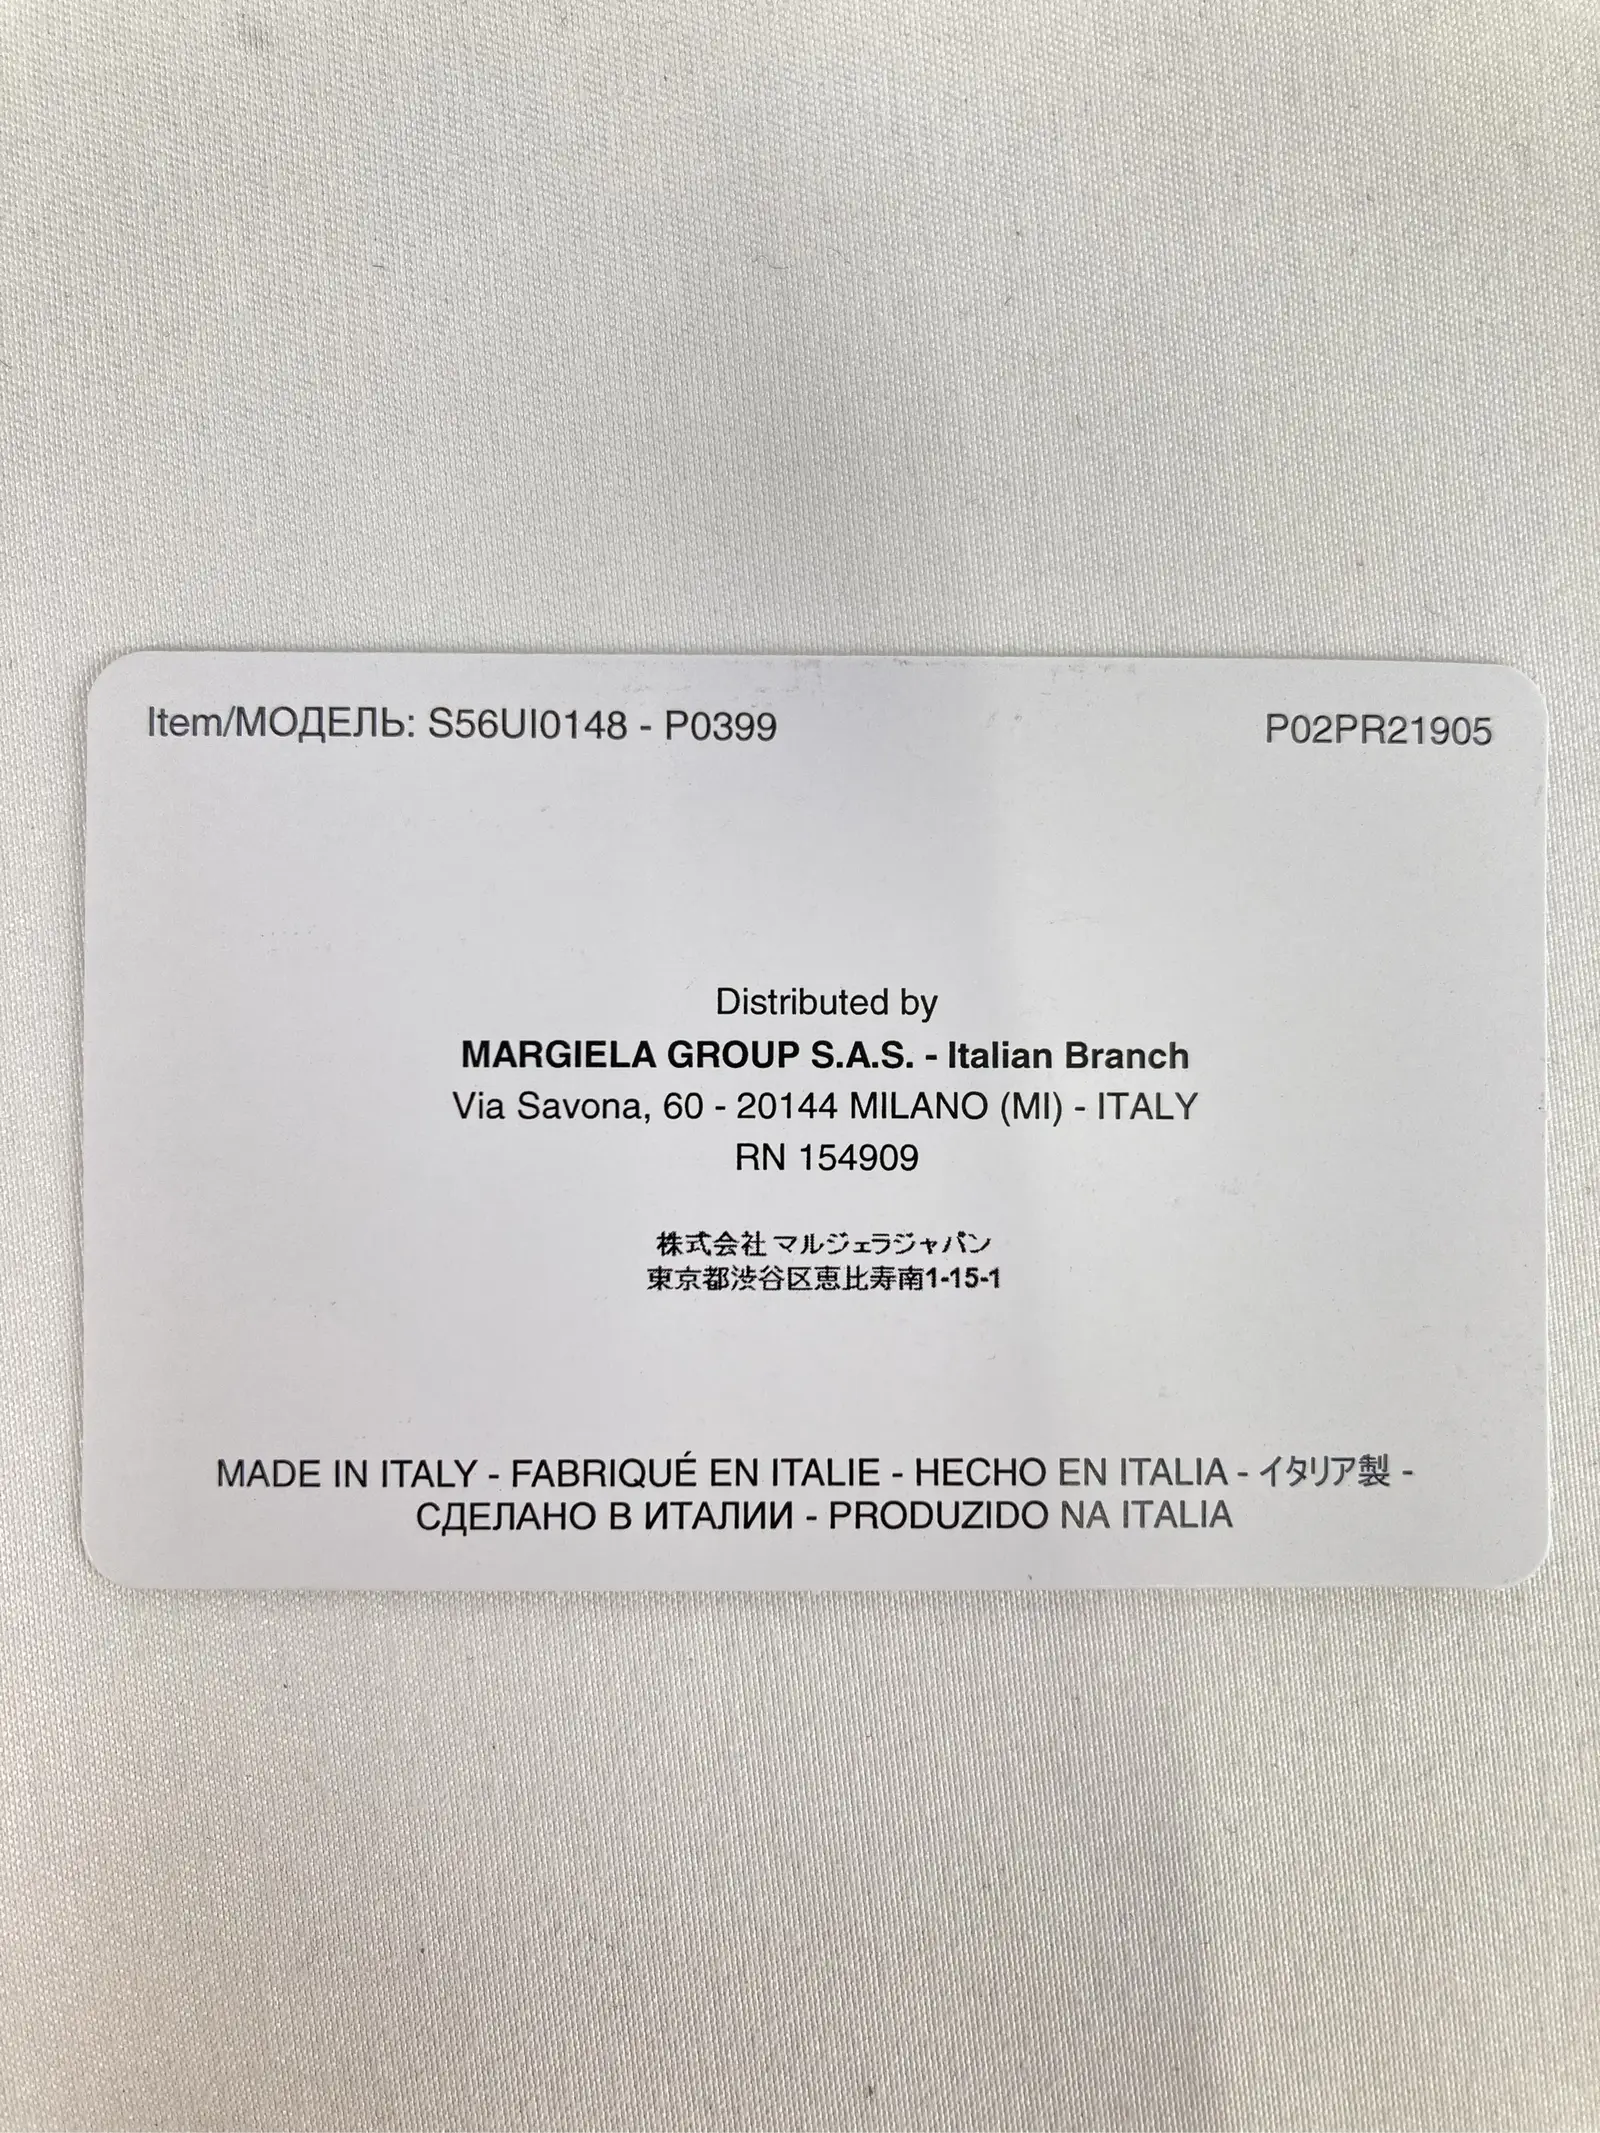 Item/МОДЕЛЬ: S56UI0148 - P0399 P02PR21905
Distributed by
MARGIELA GROUP S.A.S. - Italian Branch
Via Savona, 60 - 20144 MILANO (MI) - ITALY
RN 154909
株式会社 マルジェラジャパン
東京都渋谷区恵比寿南1-15-1
MADE IN ITALY - FABRIQUÉ EN ITALIE - HECHO EN ITALIA - イタリア製 -
СДЕЛАНО В ИТАЛИИ - PRODUZIDO NA ITALIA